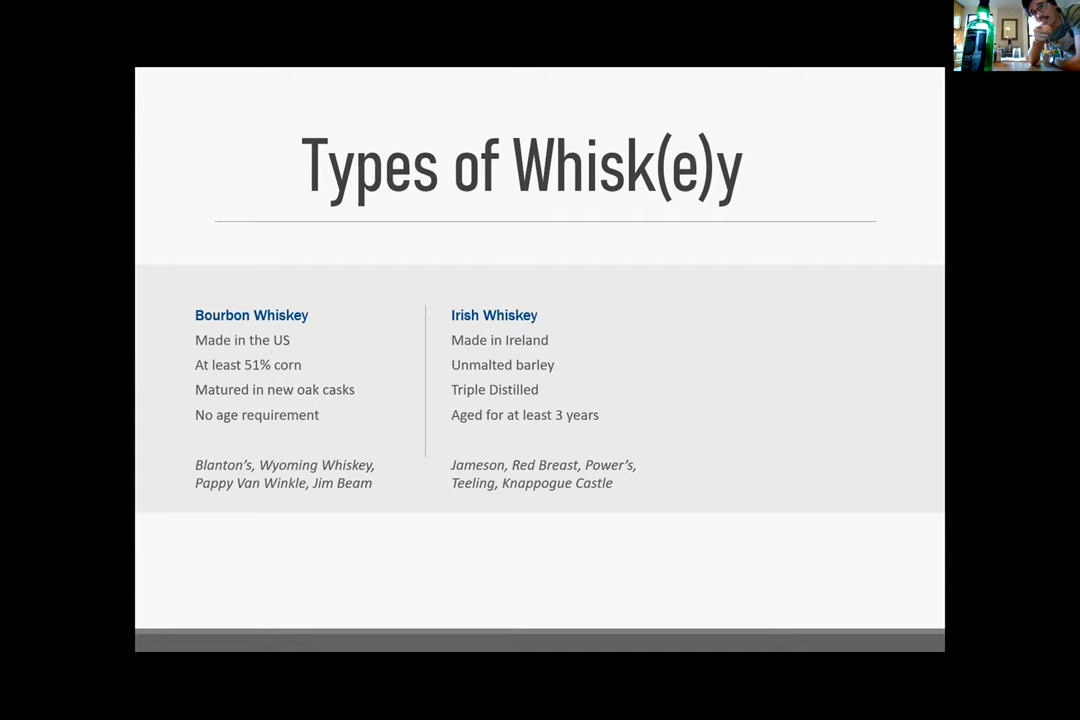 Types of Whisk(e)y
Bourbon Whiskey
Made in the US
At least 51% corn
Matured in new oak casks
No age requirement
Blanton's, Wyoming Whiskey,
Pappy Van Winkle, Jim Beam
Irish Whiskey
Made in Ireland
Unmalted barley
Triple Distilled
Aged for at least 3 years
Jameson, Red Breast, Power's,
Teeling, Knappogue Castle